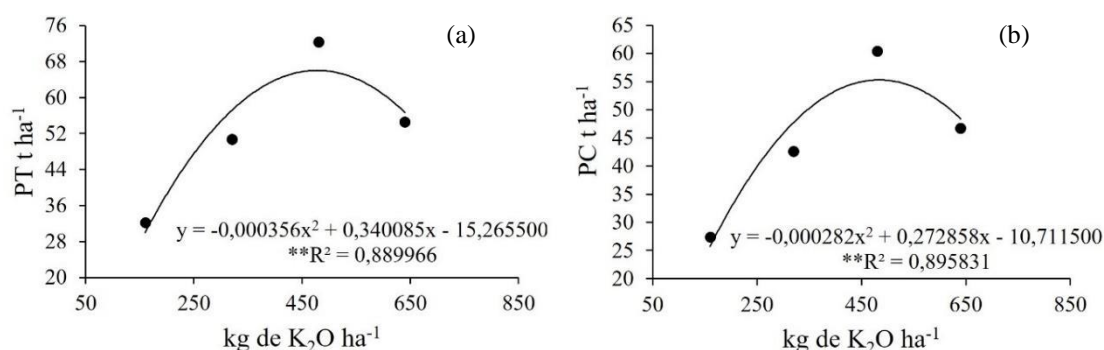 (a)
PT t ha⁻¹
76
68
60
52
44
36
28
20
y = -0,000356x² + 0,340085x - 15,265500
**R² = 0,889966
50 250 450 650 850
kg de K₂O ha⁻¹
(b)
PC t ha⁻¹
65
60
55
50
45
40
35
30
25
20
y = -0,000282x² + 0,272858x - 10,711500
**R² = 0,895831
50 250 450 650 850
kg de K₂O ha⁻¹